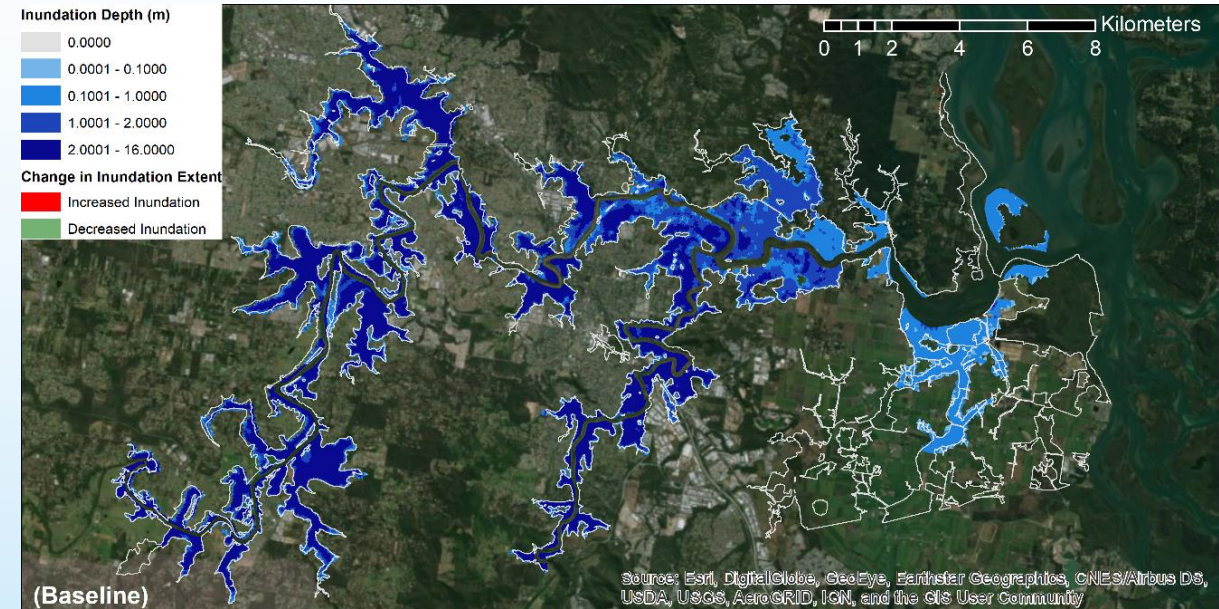 Inundation Depth (m)
0.0000
0.0001 - 0.1000
0.1001 - 1.0000
1.0001 - 2.0000
2.0001 - 16.0000
Change in Inundation Extent
Increased Inundation
Decreased Inundation
Kilometers
0 1 2 4 6 8
(Baseline)
Source: Esri, DigitalGlobe, GeoEye, Earthstar Geographics, CNES/Airbus DS,
USDA, USGS, AeroGRID, IGN, and the GIS User Community